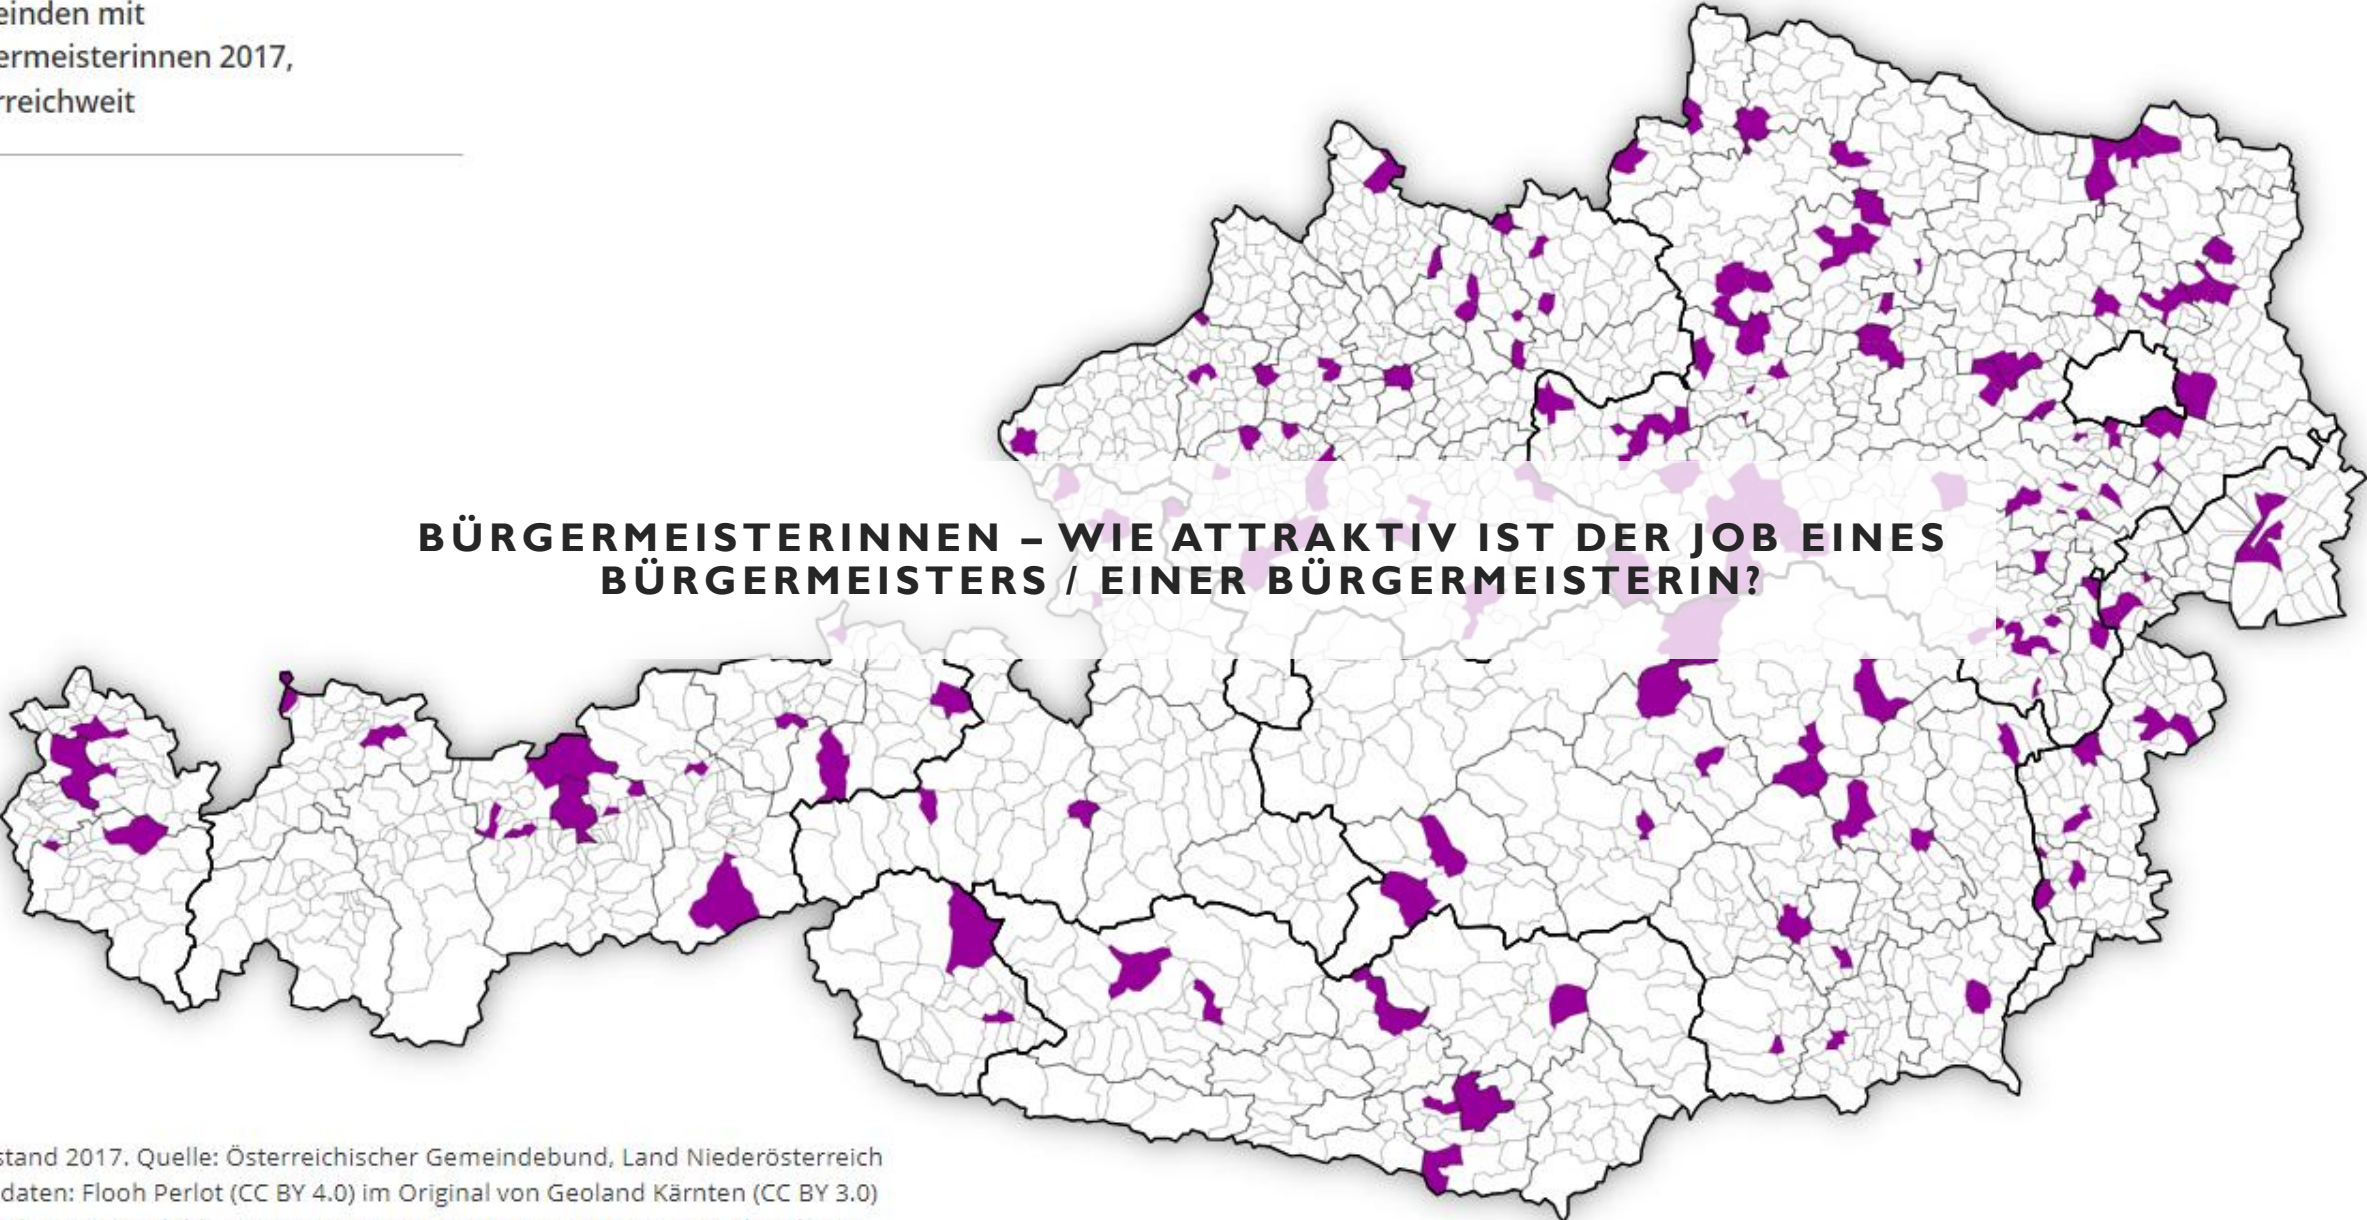 einden mit
ermeisterinnen 2017,
rreichweit
BÜRGERMEISTERINNEN – WIE ATTRAKTIV IST DER JOB EINES
BÜRGERMEISTERS / EINER BÜRGERMEISTERIN?
stand 2017. Quelle: Österreichischer Gemeindebund, Land Niederösterreich
daten: Flooh Perlot (CC BY 4.0) im Original von Geoland Kärnten (CC BY 3.0)